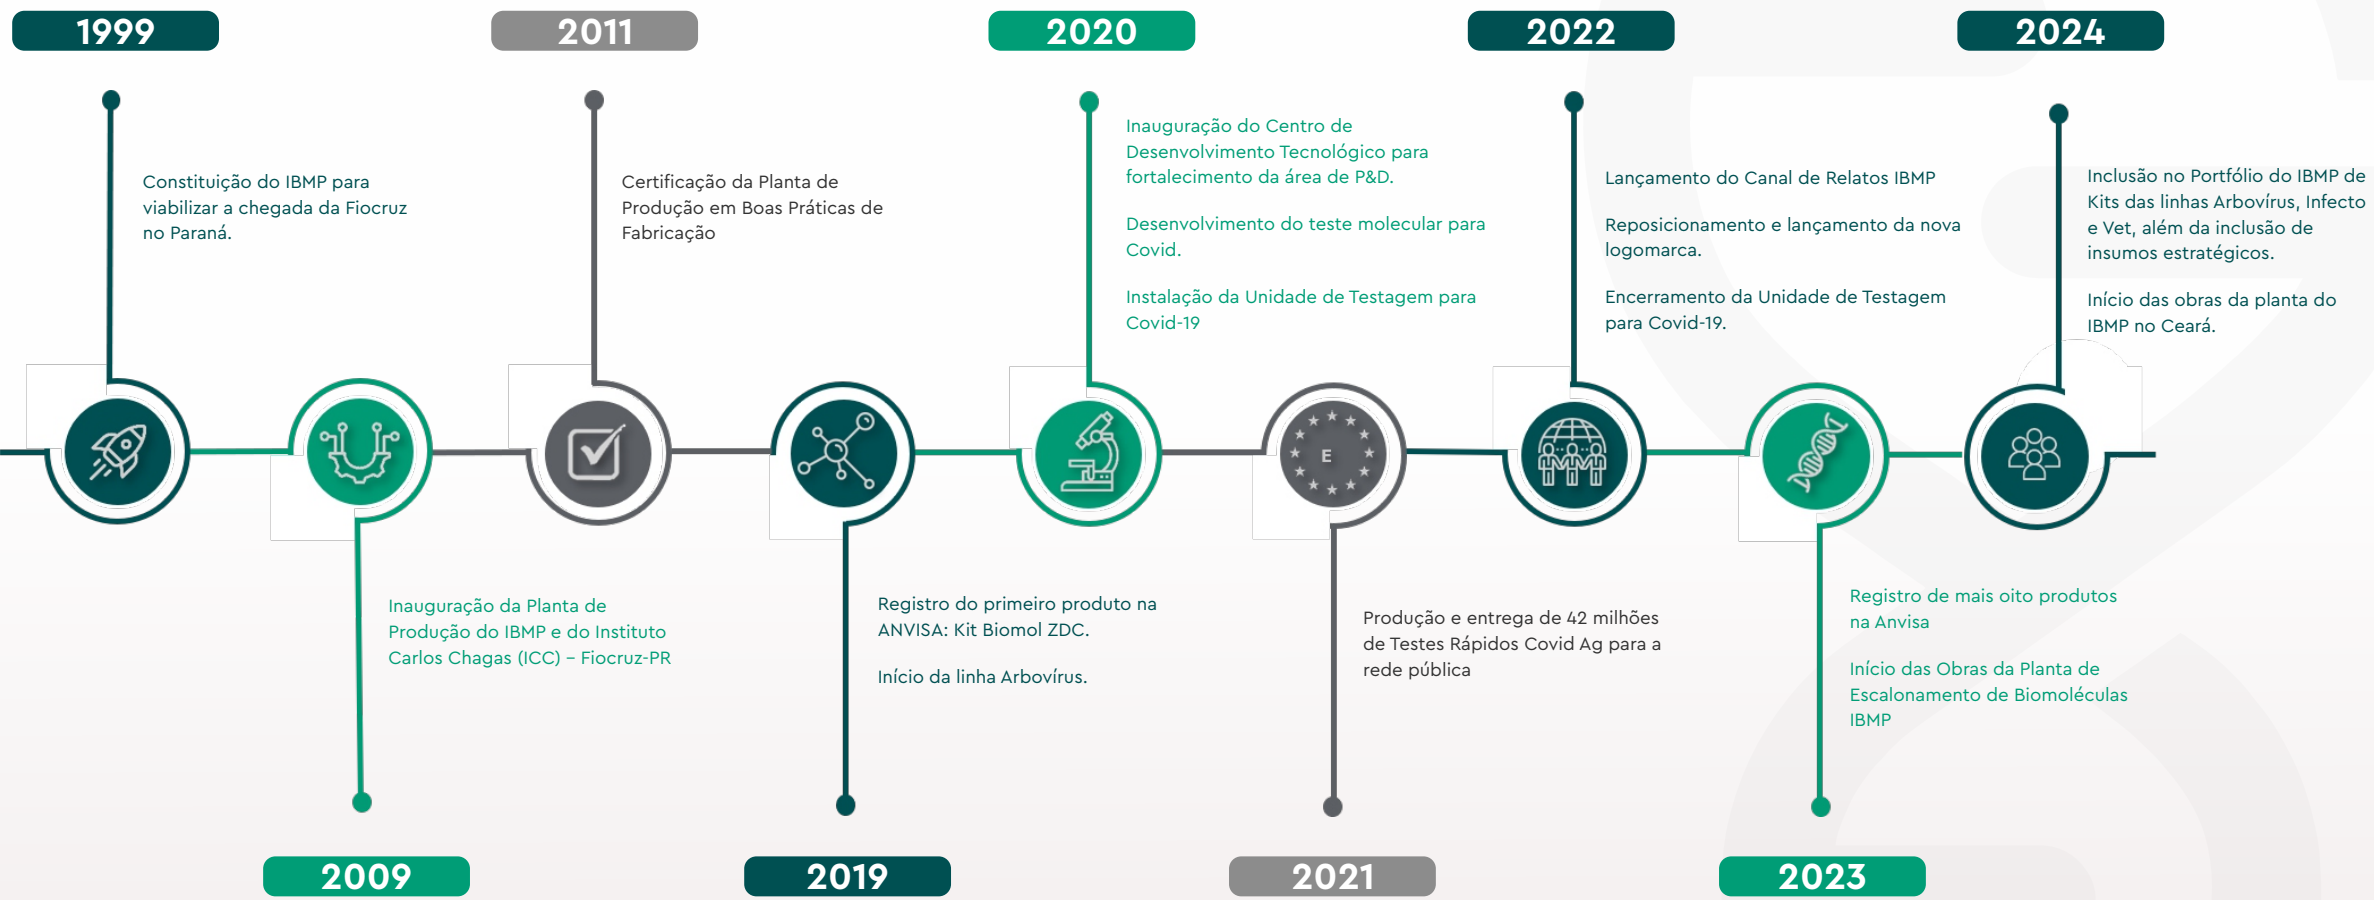 1999
Constituição do IBMP para
viabilizar a chegada da Fiocruz
no Paraná.
2009
Inauguração da Planta de
Produção do IBMP e do Instituto
Carlos Chagas (ICC) – Fiocruz-PR
2011
Certificação da Planta de
Produção em Boas Práticas de
Fabricação
2019
Registro do primeiro produto na
ANVISA: Kit Biomol ZDC.
Início da linha Arbovírus.
2020
Inauguração do Centro de
Desenvolvimento Tecnológico para
fortalecimento da área de P&D.
Desenvolvimento do teste molecular para
Covid.
Instalação da Unidade de Testagem para
Covid-19
2021
E
Produção e entrega de 42 milhões
de Testes Rápidos Covid Ag para a
rede pública
2022
Lançamento do Canal de Relatos IBMP
Reposicionamento e lançamento da nova
logomarca.
Encerramento da Unidade de Testagem
para Covid-19.
2023
Registro de mais oito produtos
na Anvisa
Início das Obras da Planta de
Escalonamento de Biomoléculas
IBMP
2024
Inclusão no Portfólio do IBMP de
Kits das linhas Arbovírus, Infecto
e Vet, além da inclusão de
insumos estratégicos.
Início das obras da planta do
IBMP no Ceará.